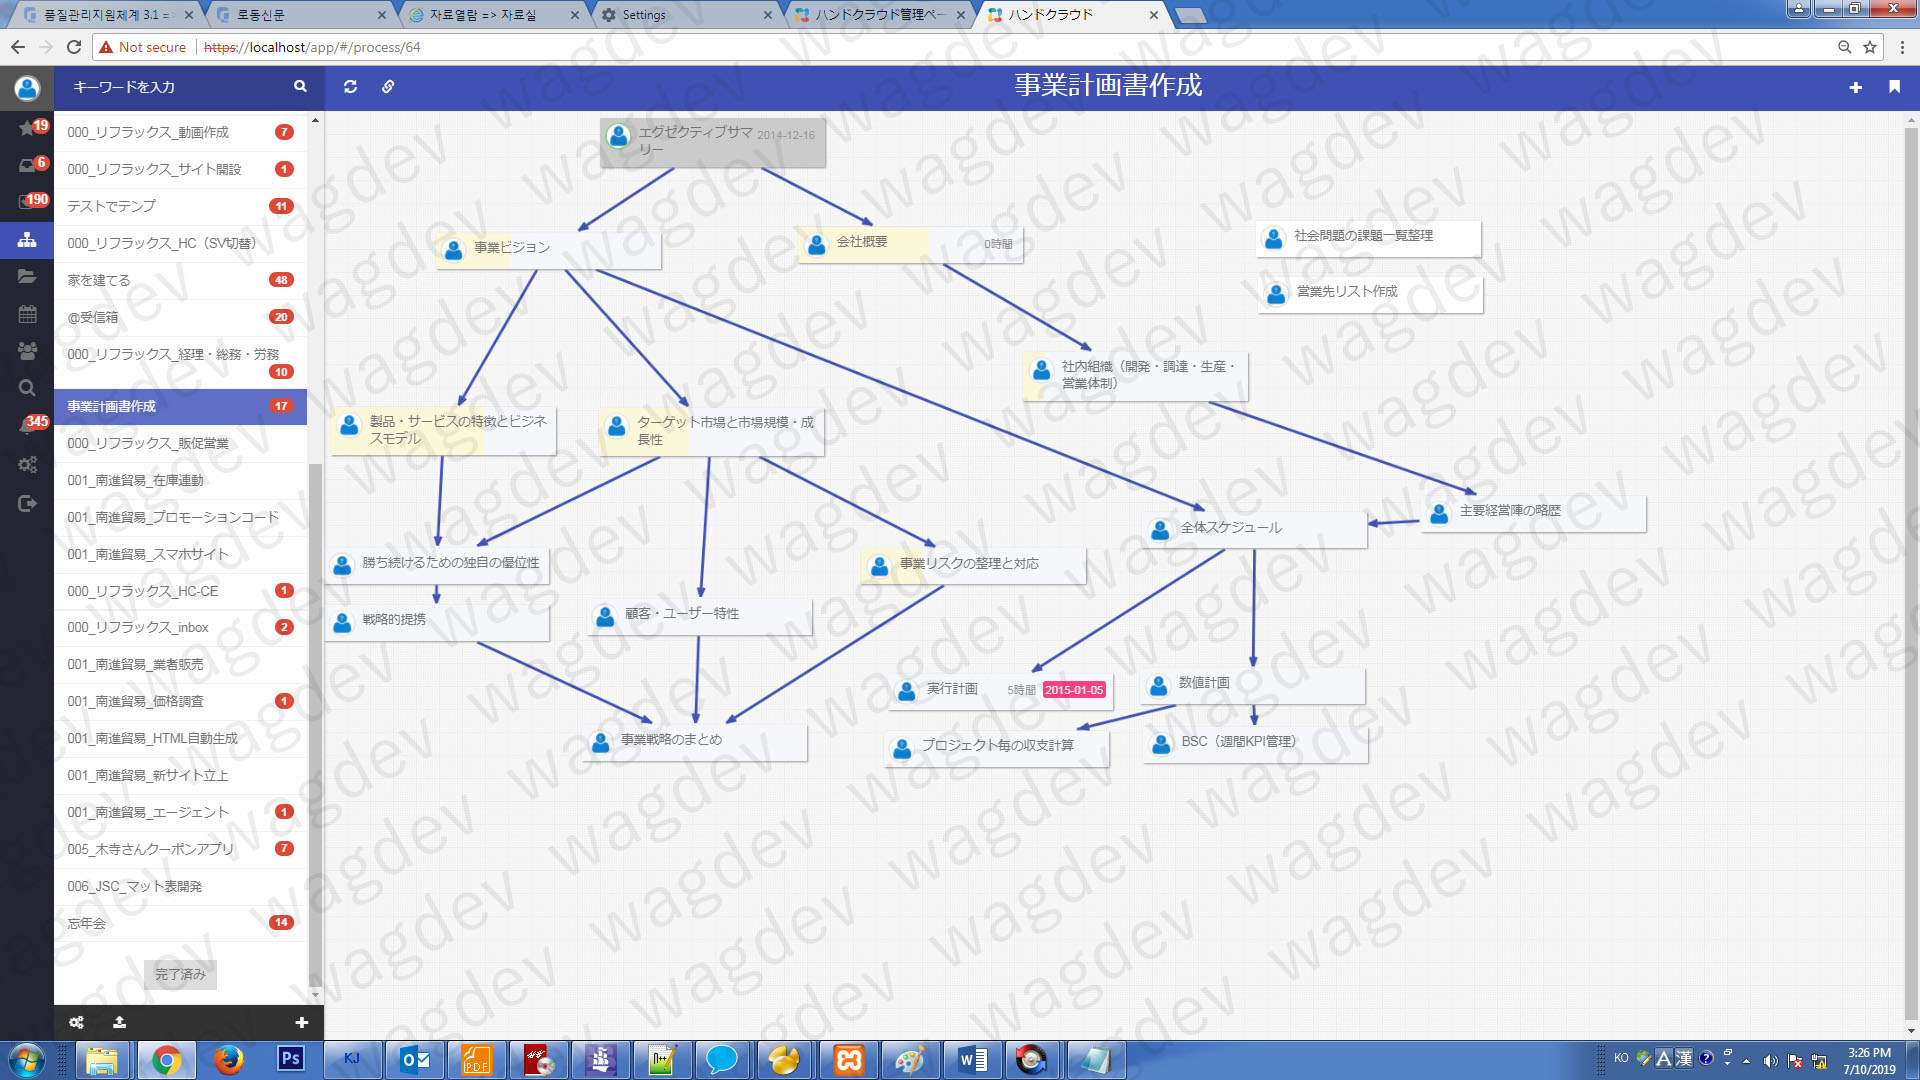 품질관리지원체계 3.1 =>
로동신문
자료열람 => 자료실
Settings
ハンドクラウド管理ペー
ハンドクラウド
Not secure
https://localhost/app/#/process/64
キーワードを入力
事業計画書作成
19
6
190
345
000_リフラックス_動画作成
7
000_リフラックス_サイト開設
1
テストでテンプ
11
000_リフラックス_HC（SV切替）
家を建てる
48
@受信箱
20
000_リフラックス_経理・総務・労務
10
事業計画書作成
17
000_リフラックス_販促営業
001_南進貿易_在庫連動
001_南進貿易_プロモーションコード
001_南進貿易_スマホサイト
000_リフラックス_HC-CE
1
000_リフラックス_inbox
2
001_南進貿易_業者販売
001_南進貿易_価格調査
1
001_南進貿易_HTML自動生成
001_南進貿易_新サイト立上
001_南進貿易_エージェント
1
005_木寺さんクーポンアプリ
7
006_JSC_マット表開発
忘年会
14
完了済み
エグゼクティブサマ
リー
2014-12-16
事業ビジョン
会社概要
0時間
社会問題の課題一覧整理
営業先リスト作成
社内組織（開発・調達・生産・
営業体制）
製品・サービスの特徴とビジネ
スモデル
ターゲット市場と市場規模・成
長性
主要経営陣の略歴
全体スケジュール
勝ち続けるための独自の優位性
事業リスクの整理と対応
戦略的提携
顧客・ユーザー特性
実行計画
5時間
2015-01-05
数値計画
事業戦略のまとめ
プロジェクト毎の収支計算
BSC（週間KPI管理）
wagdev
Ps
KJ
PDF
KO
A
漢
3:26 PM
7/10/2019